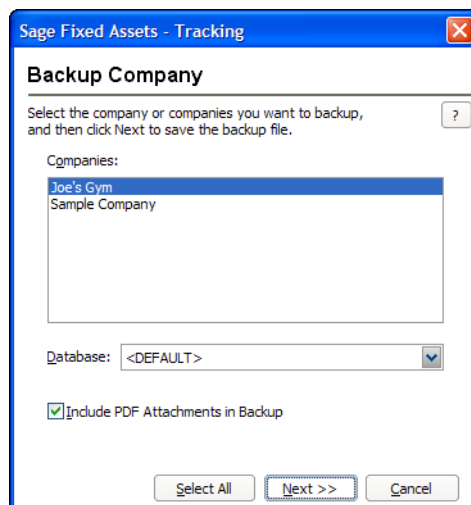 Sage Fixed Assets - Tracking
Backup Company
Select the company or companies you want to backup,
and then click Next to save the backup file.
?
Companies:
Joe's Gym
Sample Company
Database: <DEFAULT>
Include PDF Attachments in Backup
Select All Next >> Cancel